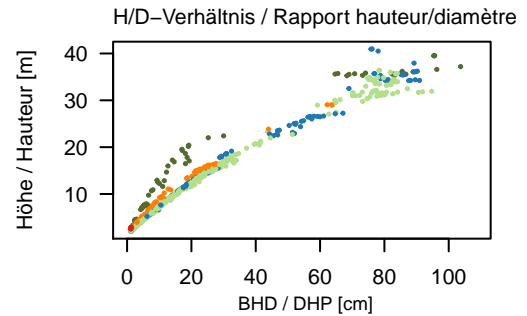 H/D−Verhältnis / Rapport hauteur/diamètre
Höhe / Hauteur [m]
40
30
20
10
0 20 40 60 80 100
BHD / DHP [cm]